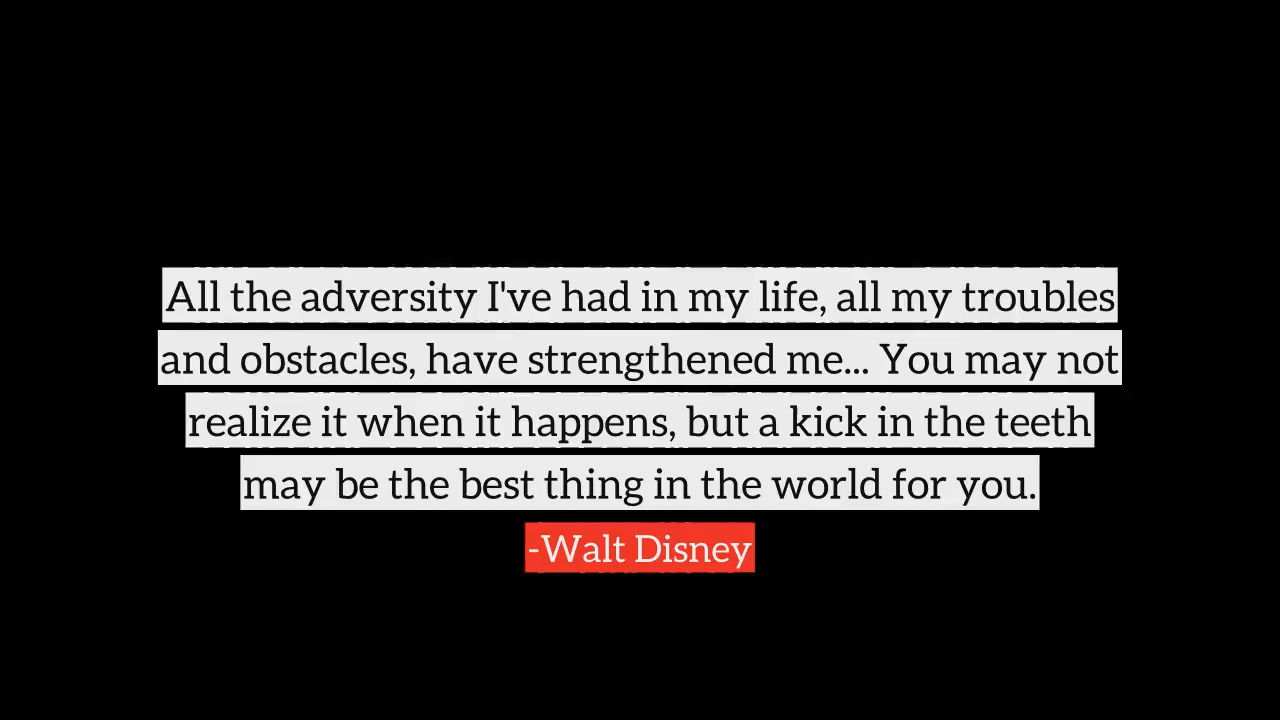 All the adversity I've had in my life, all my troubles
and obstacles, have strengthened me... You may not
realize it when it happens, but a kick in the teeth
may be the best thing in the world for you.
-Walt Disney